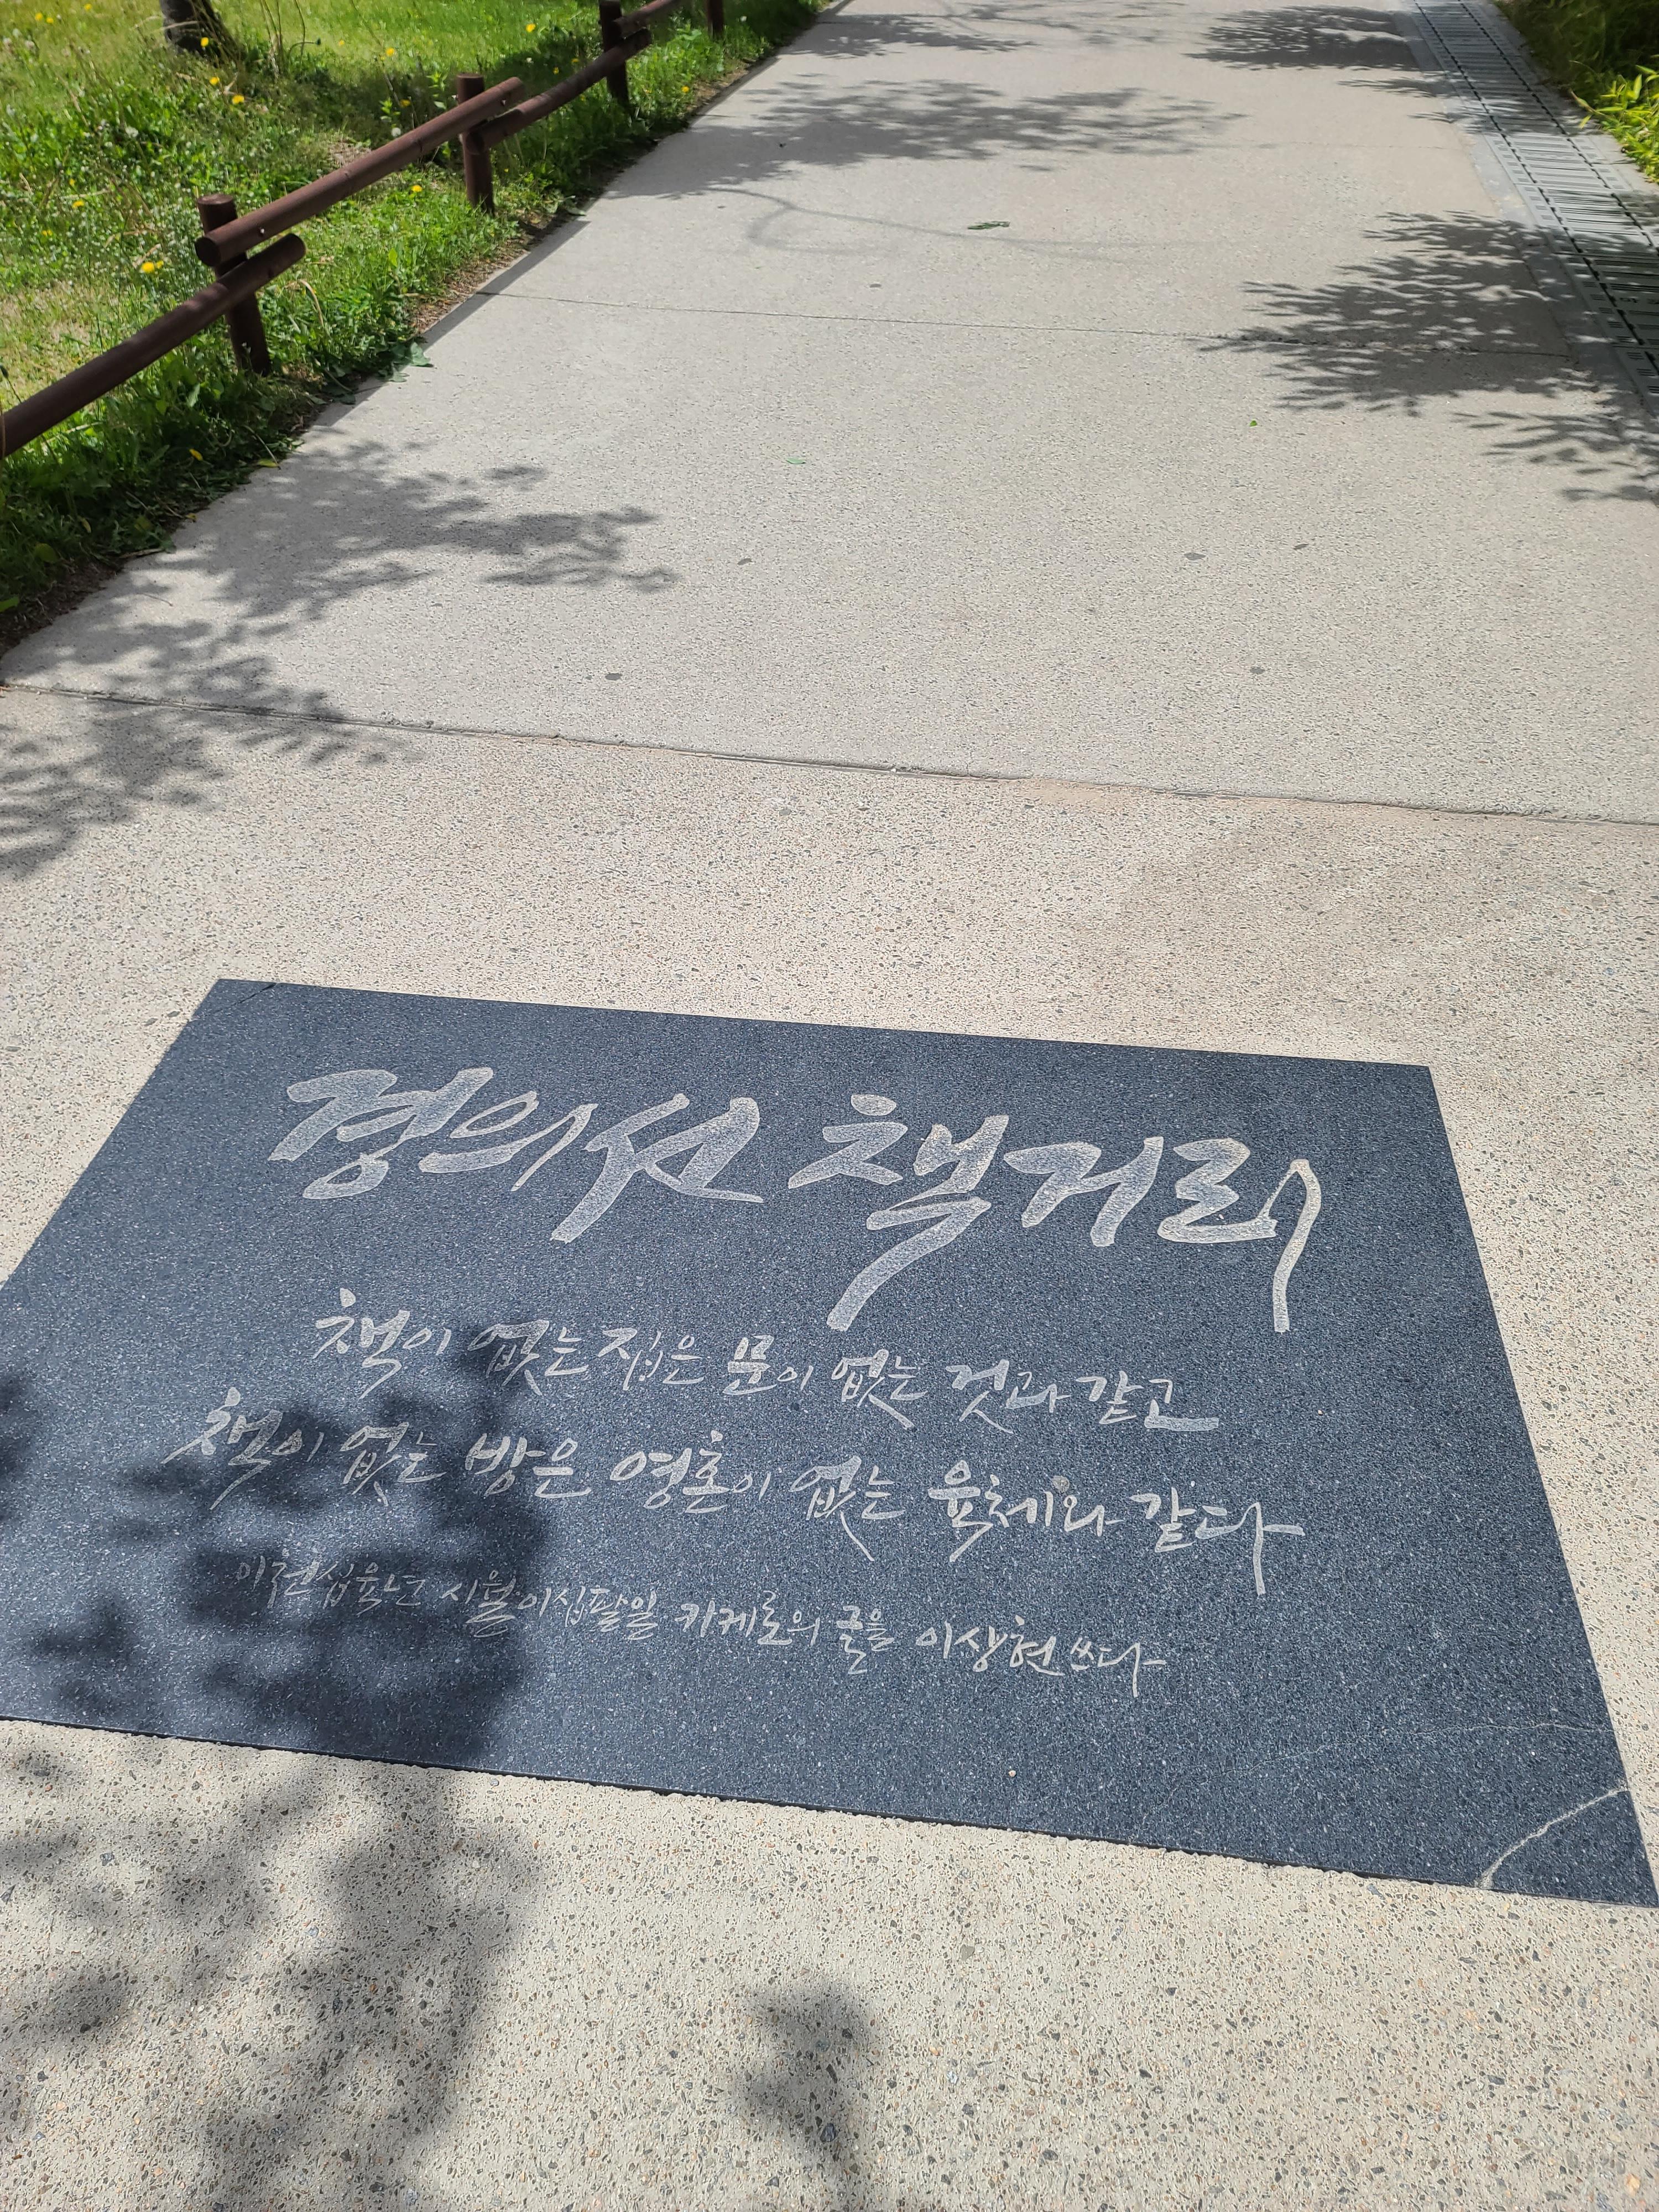 경의선 책거리
책이 없는 집은 문이 없는 것과 같고
책이 없는 방은 영혼이 없는 육체와 같다
이천십육년 시월이십팔일 키케로의 글을 이상현 쓰다